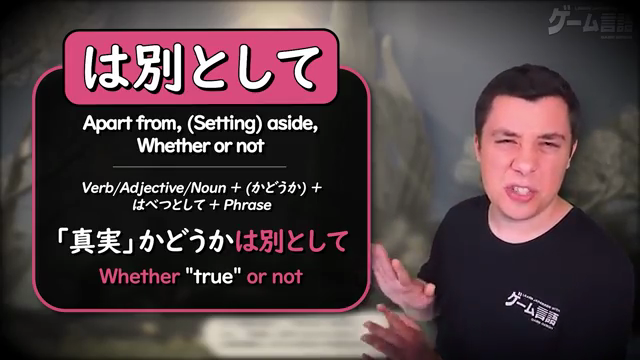 は別として
Apart from, (Setting) aside,
Whether or not
Verb/Adjective/Noun + (かどうか) +
はべつとして + Phrase
「真実」かどうかは別として
Whether "true" or not
ゲーム言語
ゲーム言語